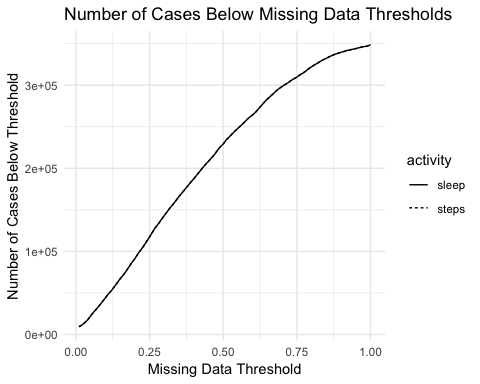 Number of Cases Below Missing Data Thresholds
Number of Cases Below Threshold
3e+05
2e+05
1e+05
0e+00
0.00 0.25 0.50 0.75 1.00
Missing Data Threshold
activity
sleep
steps